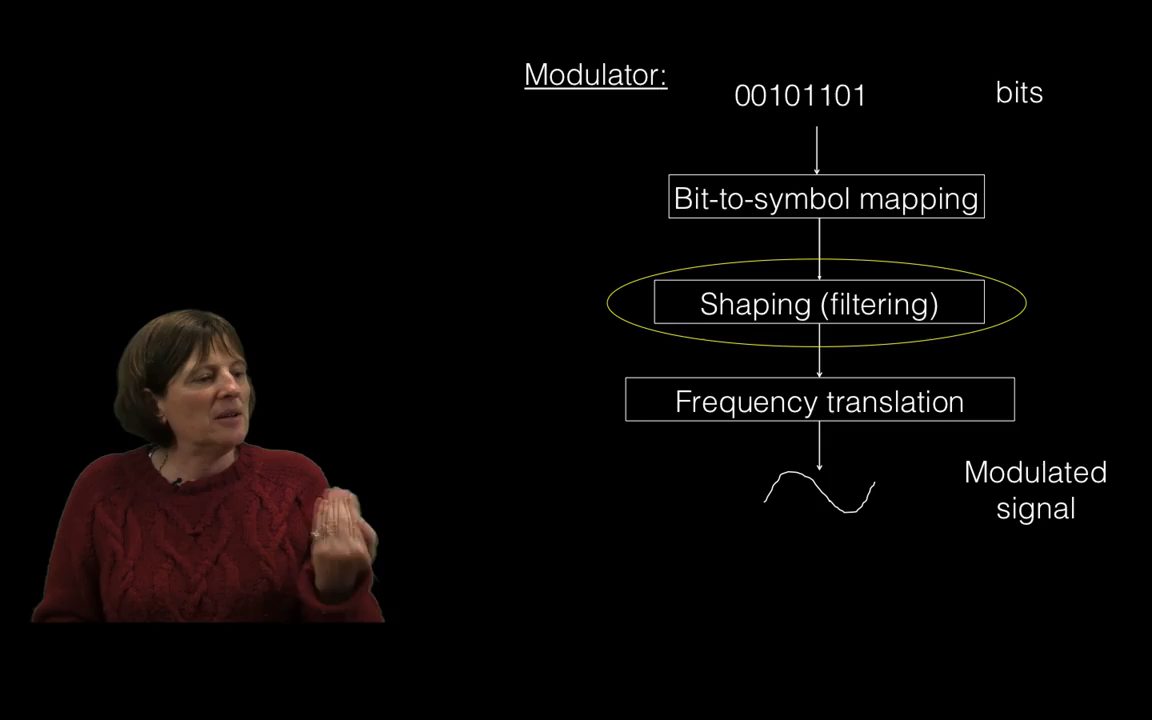 Modulator:
00101101
bits
Bit-to-symbol mapping
Shaping (filtering)
Frequency translation
Modulated
signal